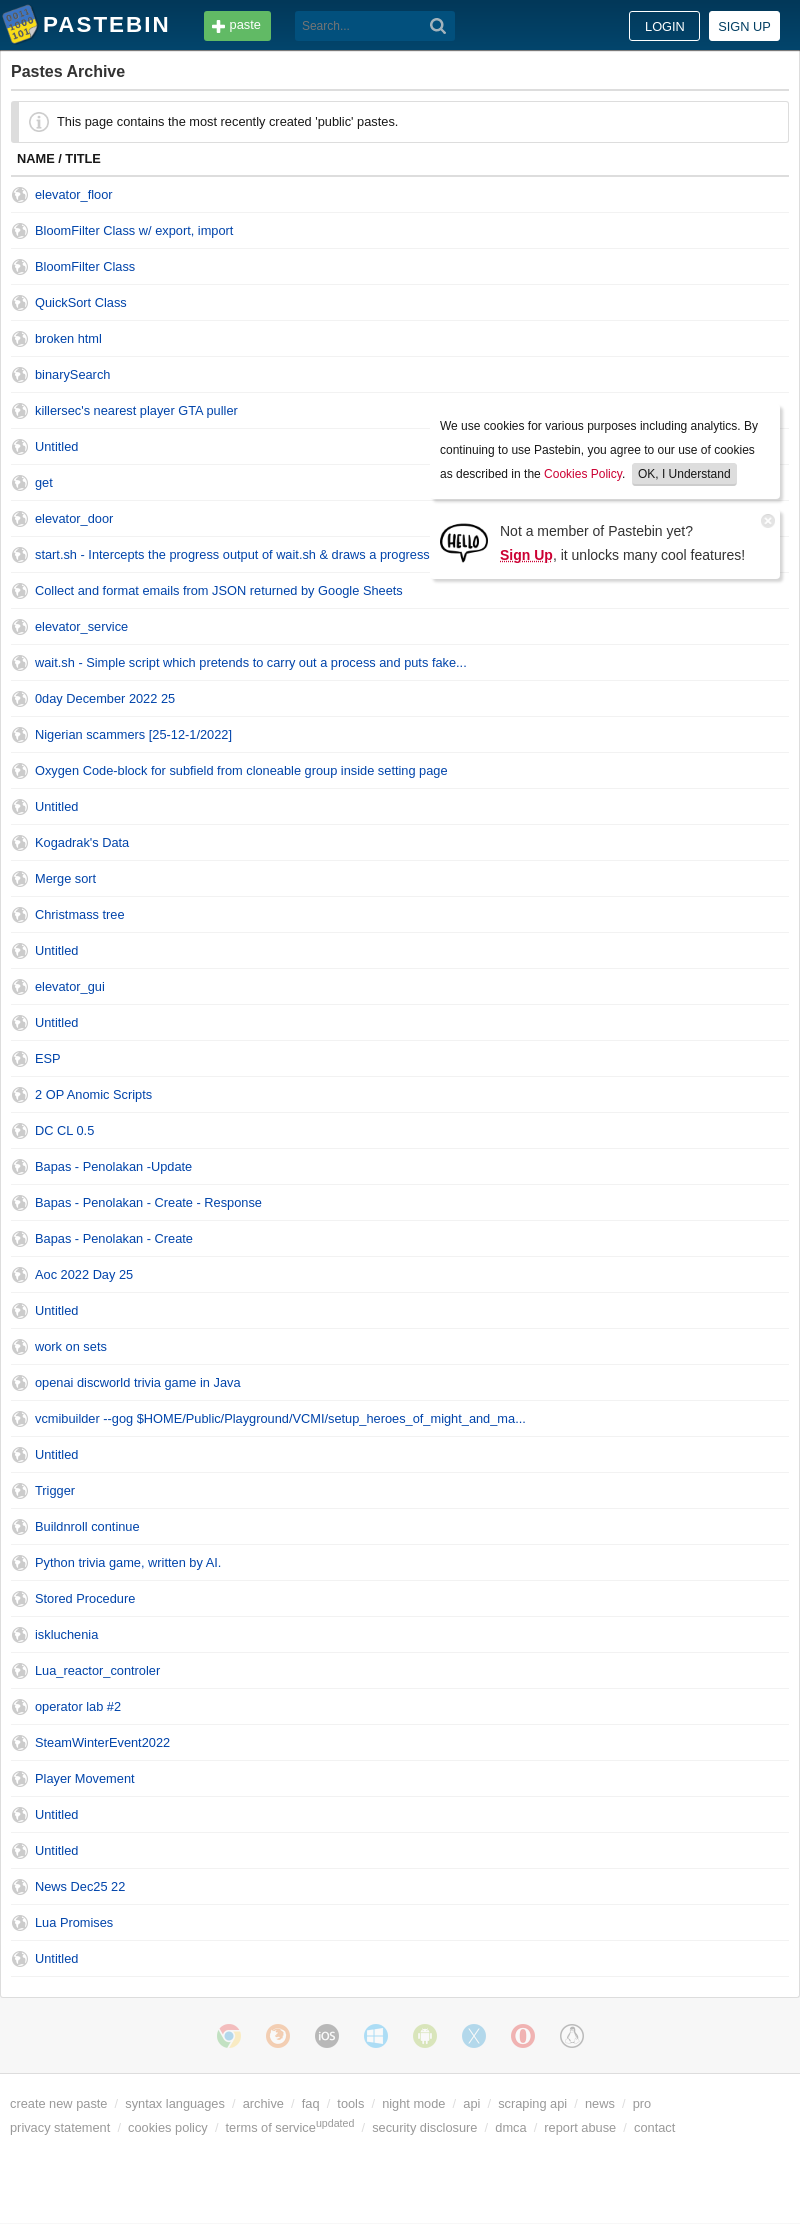 PASTEBIN
paste
Search...
LOGIN
SIGN UP
Pastes Archive
This page contains the most recently created 'public' pastes.
NAME / TITLE
elevator_floor
BloomFilter Class w/ export, import
BloomFilter Class
QuickSort Class
broken html
binarySearch
killersec's nearest player GTA puller
Untitled
get
elevator_door
start.sh - Intercepts the progress output of wait.sh & draws a progress
We use cookies for various purposes including analytics. By
continuing to use Pastebin, you agree to our use of cookies
as described in the Cookies Policy. OK, I Understand
HELLO
Not a member of Pastebin yet?
Sign Up, it unlocks many cool features!
Collect and format emails from JSON returned by Google Sheets
elevator_service
wait.sh - Simple script which pretends to carry out a process and puts fake...
0day December 2022 25
Nigerian scammers [25-12-1/2022]
Oxygen Code-block for subfield from cloneable group inside setting page
Untitled
Kogadrak's Data
Merge sort
Christmass tree
Untitled
elevator_gui
Untitled
ESP
2 OP Anomic Scripts
DC CL 0.5
Bapas - Penolakan -Update
Bapas - Penolakan - Create - Response
Bapas - Penolakan - Create
Aoc 2022 Day 25
Untitled
work on sets
openai discworld trivia game in Java
vcmibuilder --gog $HOME/Public/Playground/VCMI/setup_heroes_of_might_and_ma...
Untitled
Trigger
Buildnroll continue
Python trivia game, written by AI.
Stored Procedure
iskluchenia
Lua_reactor_controler
operator lab #2
SteamWinterEvent2022
Player Movement
Untitled
Untitled
News Dec25 22
Lua Promises
Untitled
iOS
create new paste / syntax languages / archive / faq / tools / night mode / api / scraping api / news / pro
privacy statement / cookies policy / terms of service updated / security disclosure / dmca / report abuse / contact